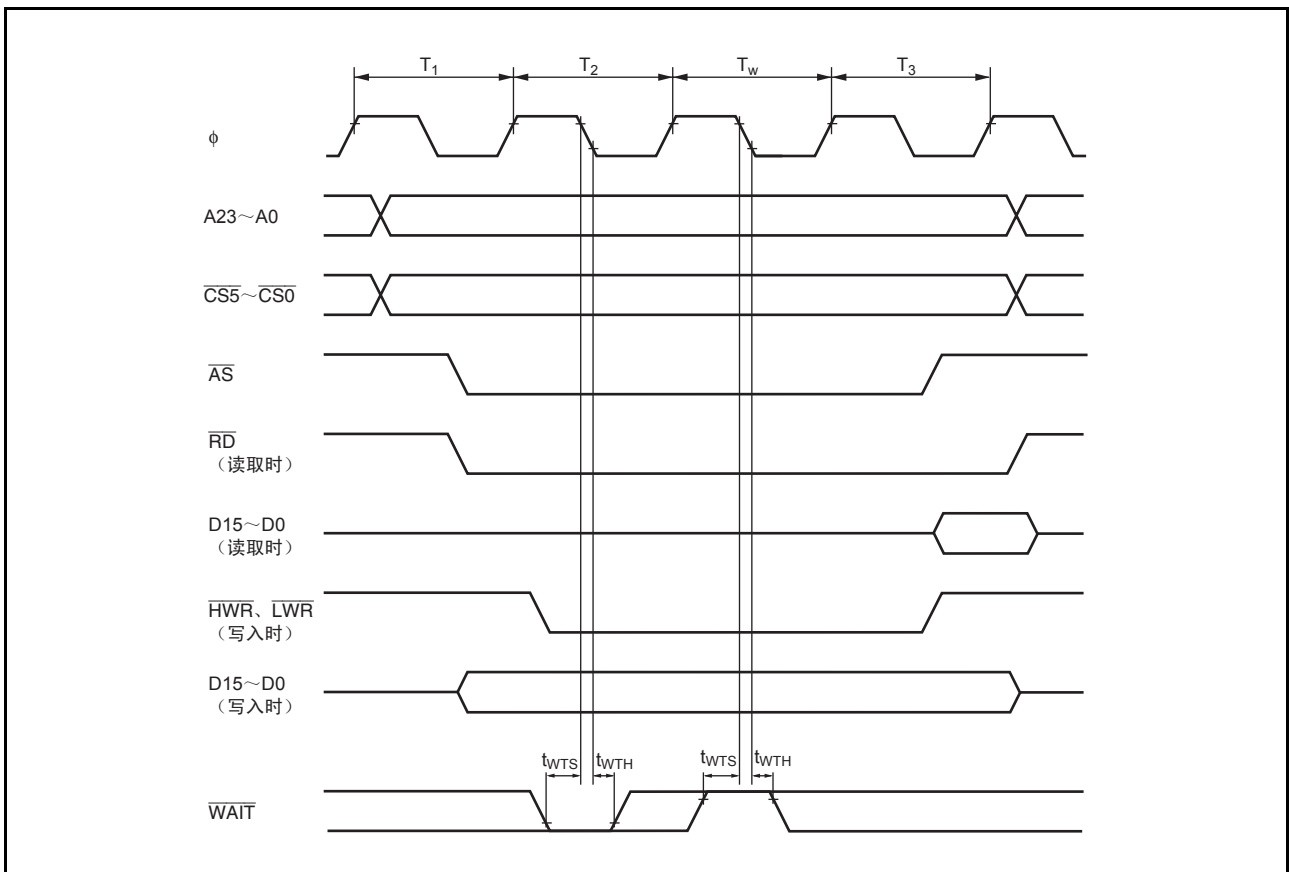 T1 T2 Tw T3
φ
A23～A0
CS5～CS0
AS
RD
（读取时）
D15～D0
（读取时）
HWR、LWR
（写入时）
D15～D0
（写入时）
tWTS tWTH tWTS tWTH
WAIT